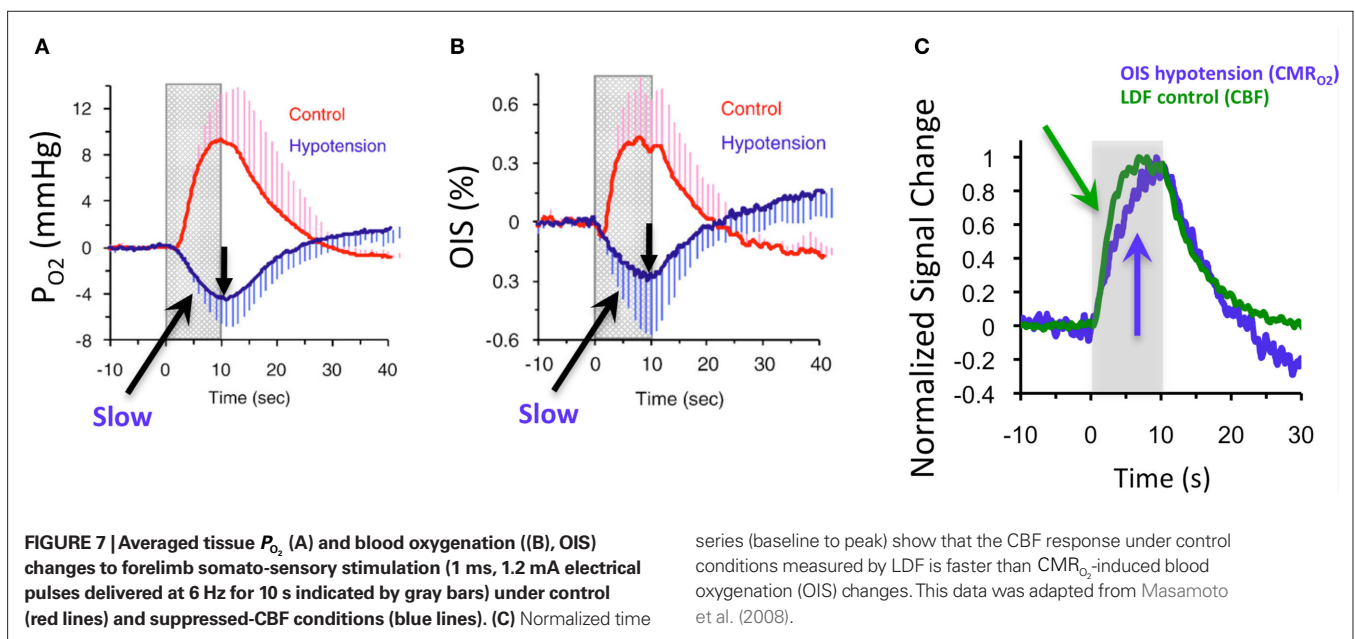 A
12
8
4
0
-4
-8
P_O2 (mmHg)
Control
Hypotension
-10 0 10 20 30 40
Time (sec)
Slow
B
0.6
0.3
0
0.3
-0.6
OIS (%)
Control
Hypotension
-10 0 10 20 30 40
Time (sec)
Slow
C
OIS hypotension (CMR_O2)
LDF control (CBF)
1
0.8
0.6
0.4
0.2
0
-0.2
-0.4
Normalized Signal Change
-10 0 10 20 30
Time (s)
FIGURE 7 | Averaged tissue P_O2 (A) and blood oxygenation ((B), OIS)
changes to forelimb somato-sensory stimulation (1 ms, 1.2 mA electrical
pulses delivered at 6 Hz for 10 s indicated by gray bars) under control
(red lines) and suppressed-CBF conditions (blue lines). (C) Normalized time
series (baseline to peak) show that the CBF response under control
conditions measured by LDF is faster than CMR_O2-induced blood
oxygenation (OIS) changes. This data was adapted from Masamoto
et al. (2008).